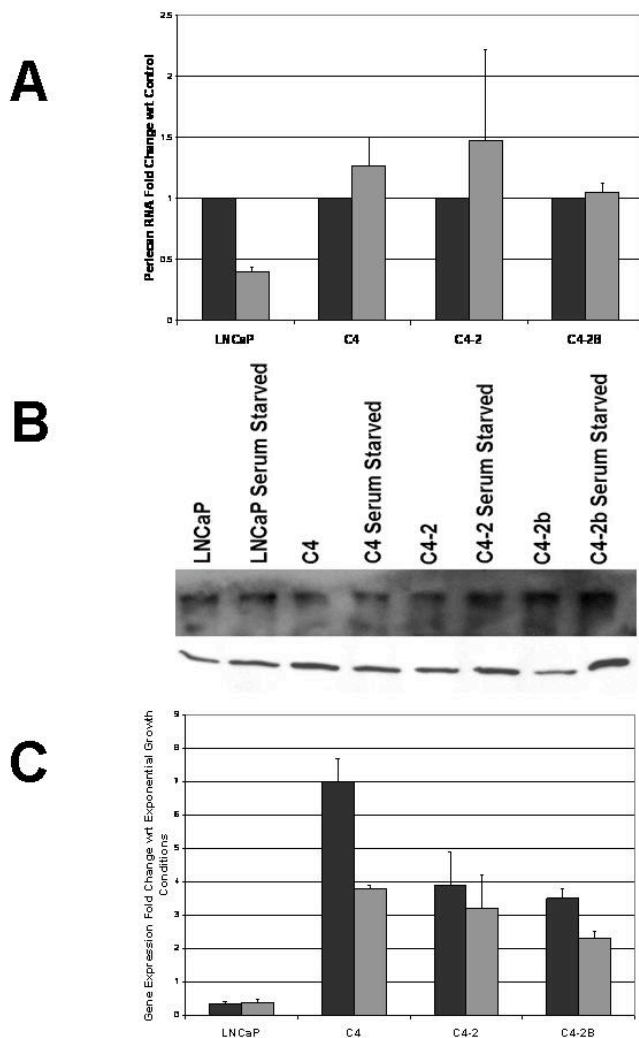 A
Perlecan RNA Fold Change wrt Control
2.5
2
1.5
1
0.5
0
LNCaP
C4
C4-2
C4-2B
B
LNCaP
LNCaP Serum Starved
C4
C4 Serum Starved
C4-2
C4-2 Serum Starved
C4-2b
C4-2b Serum Starved
C
Gene Expression Fold Change wrt Exponential Growth
Conditions
9
8
7
6
5
4
3
2
1
0
LNCaP
C4
C4-2
C4-2B